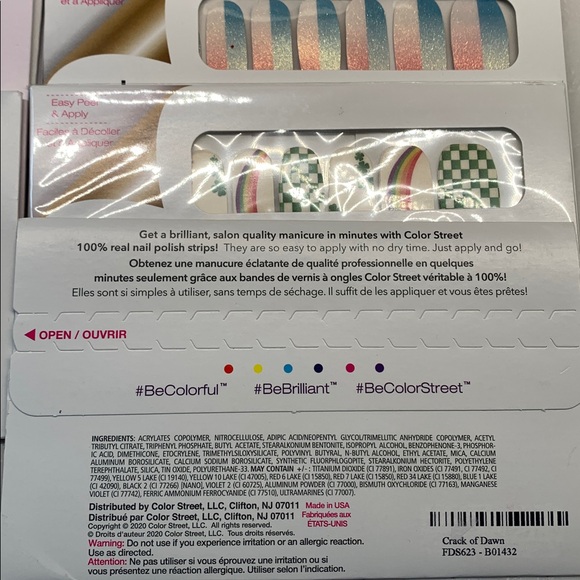 et à Appliquer
Easy Peel
& Apply
Faciles à Décoller
et à Appliquer
Get a brilliant, salon quality manicure in minutes with Color Street
100% real nail polish strips! They are so easy to apply with no dry time. Just apply and go!
Obtenez une manucure éclatante de qualité professionnelle en quelques
minutes seulement grâce aux bandes de vernis à ongles Color Street véritable à 100%!
Elles sont si simples à utiliser, sans temps de séchage. Il suffit de les appliquer et vous êtes prêtes!
◀ OPEN / OUVRIR
#BeColorful™ #BeBrilliant™ #BeColorStreet™
INGREDIENTS: ACRYLATES COPOLYMER, NITROCELLULOSE, ADIPIC ACID/NEOPENTYL GLYCOL/TRIMELLITIC ANHYDRIDE COPOLYMER, ACETYL
TRIBUTYL CITRATE, TRIPHENYL PHOSPHATE, BUTYL ACETATE, STEARALKONIUM BENTONITE, ISOPROPYL ALCOHOL, BENZOPHENONE-3, PHOSPHOR-
IC ACID, DIMETHICONE, ETOCRYLENE, TRIMETHYLSILOXYSILICATE, POLYVINYL BUTYRAL, N-BUTYL ALCOHOL, ETHYL ACETATE, MICA, CALCIUM
ALUMINUM BOROSILICATE, CALCIUM SODIUM BOROSILICATE, SYNTHETIC FLUORPHLOGOPITE, STEARALKONIUM HECTORITE, POLYETHYLENE
TEREPHTHALATE, SILICA, TIN OXIDE, POLYURETHANE-33. MAY CONTAIN +/- : TITANIUM DIOXIDE (CI 77891), IRON OXIDES (CI 77491, CI 77492, CI
77499), YELLOW 5 LAKE (CI 19140), YELLOW 10 LAKE (CI 47005), RED 6 LAKE (CI 15850), RED 7 LAKE (CI 15850), RED 34 LAKE (CI 15880), BLUE 1 LAKE
(CI 42090), BLACK 2 (CI 77266) [NANO], VIOLET 2 (CI 60725), ALUMINUM POWDER (CI 77000), BISMUTH OXYCHLORIDE (CI 77163), MANGANESE
VIOLET (CI 77742), FERRIC AMMONIUM FERROCYANIDE (CI 77510), ULTRAMARINES (CI 77007).
Distributed by Color Street, LLC, Clifton, NJ 07011 Made in USA
Distribué par Color Street, LLC, Clifton, NJ 07011 Fabriquées aux
Copyright © 2020 Color Street, LLC. All rights reserved. ÉTATS-UNIS
© Droits d'auteur 2020 Color Street, LLC. Tous droits réservés.
Warning: Do not use if you experience irritation or an allergic reaction.
Use as directed.
Attention: Ne pas utiliser si vous éprouvez une irritation ou si
vous présentez une réaction allergique. Utiliser selon l'indication.
Crack of Dawn
FDS623 - B01432